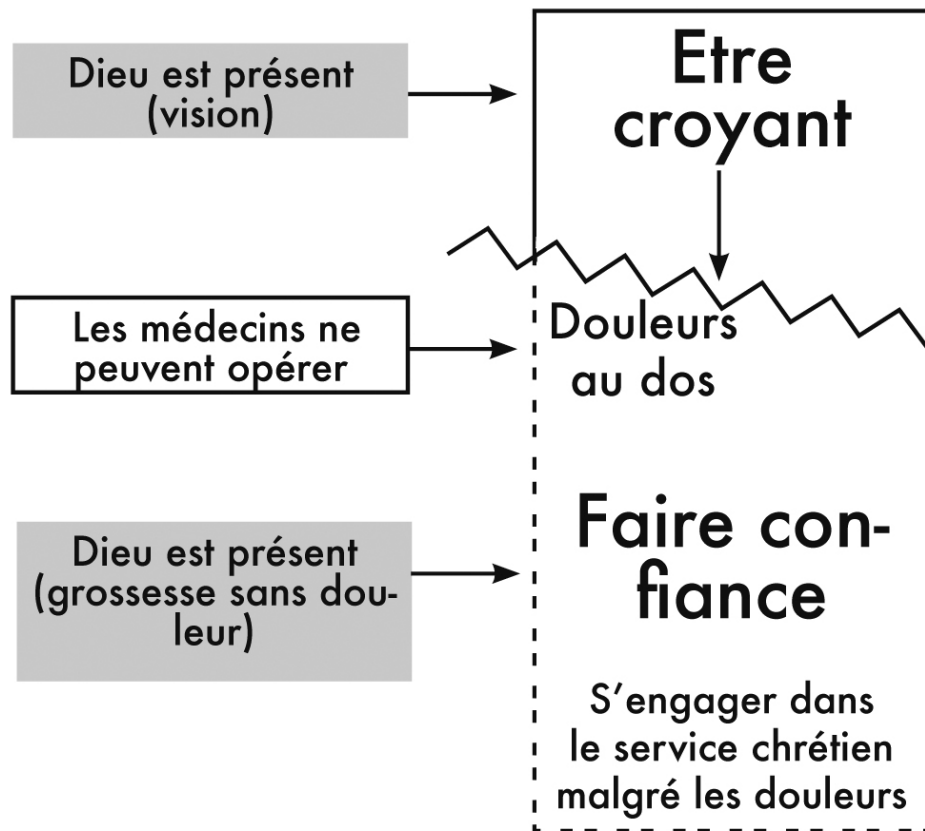 Dieu est présent
(vision)
Etre
croyant
Les médecins ne
peuvent opérer
Douleurs
au dos
Dieu est présent
(grossesse sans dou-
leur)
Faire con-
fiance
S’engager dans
le service chrétien
malgré les douleurs